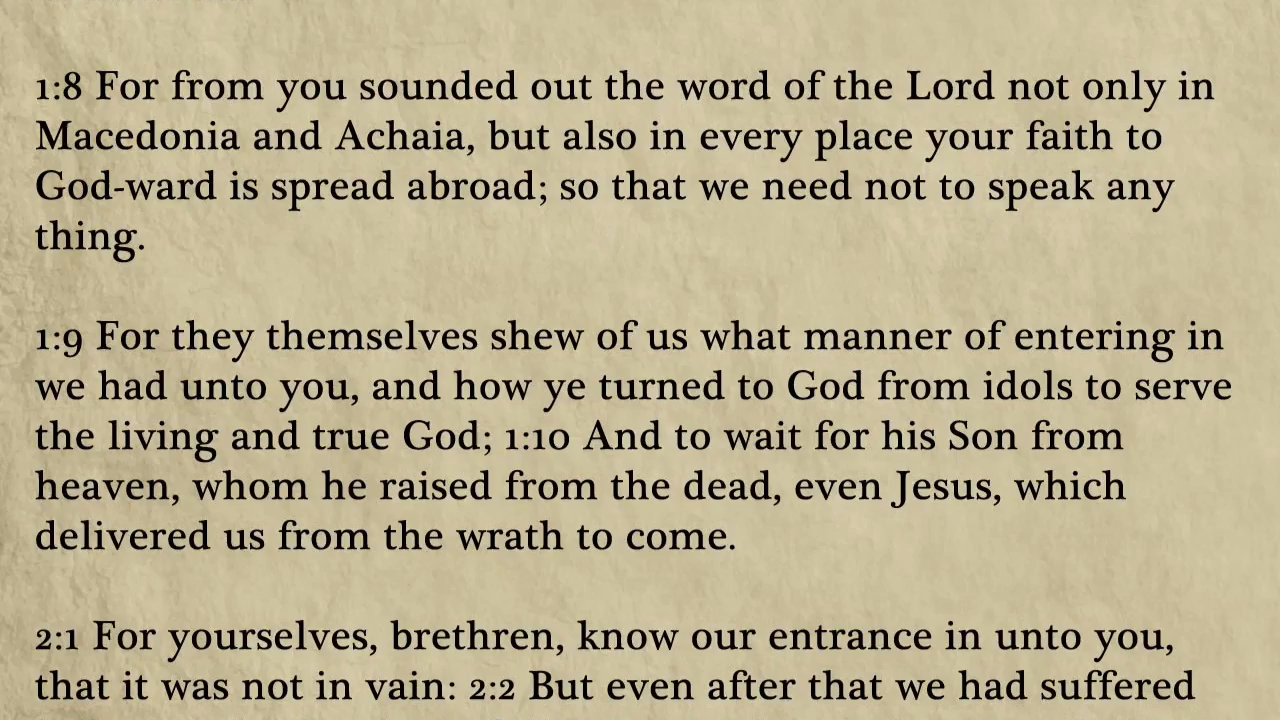 1:8 For from you sounded out the word of the Lord not only in
Macedonia and Achaia, but also in every place your faith to
God-ward is spread abroad; so that we need not to speak any
thing.
1:9 For they themselves shew of us what manner of entering in
we had unto you, and how ye turned to God from idols to serve
the living and true God; 1:10 And to wait for his Son from
heaven, whom he raised from the dead, even Jesus, which
delivered us from the wrath to come.
2:1 For yourselves, brethren, know our entrance in unto you,
that it was not in vain: 2:2 But even after that we had suffered